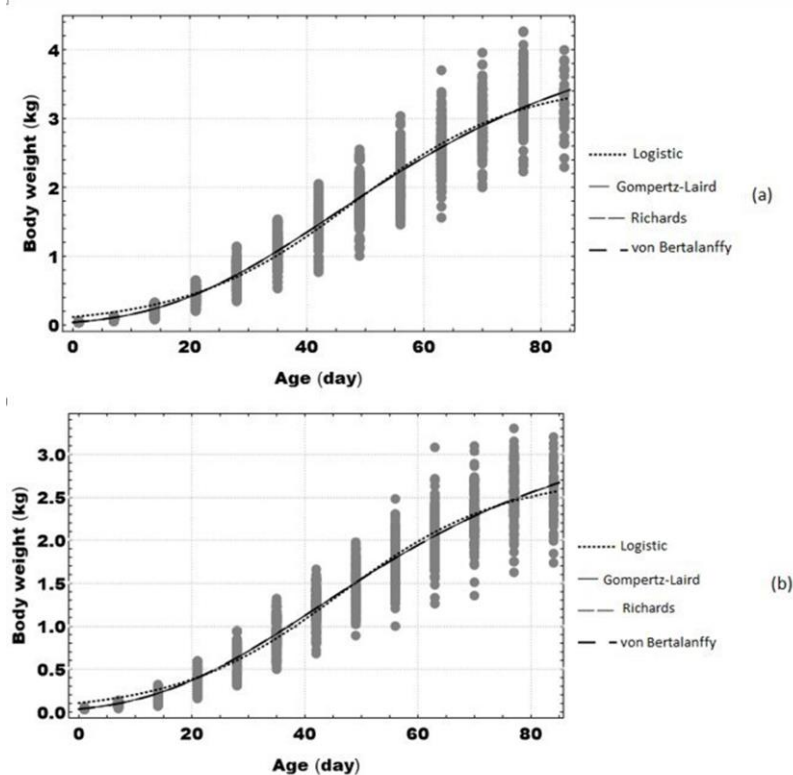 4
3
2
1
0
Body weight (kg)
0 20 40 60 80
Age (day)
Logistic
Gompertz-Laird
Richards
von Bertalanffy
(a)
3.0
2.5
2.0
1.5
1.0
0.5
0.0
Body weight (kg)
0 20 40 60 80
Age (day)
Logistic
Gompertz-Laird
Richards
von Bertalanffy
(b)